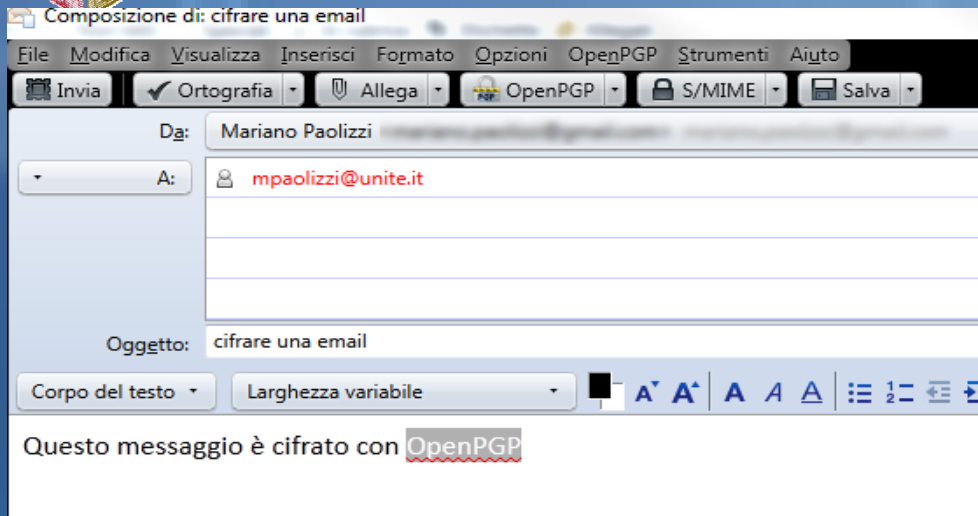 Composizione di: cifrare una email
File Modifica Visualizza Inserisci Formato Opzioni OpenPGP Strumenti Aiuto
Invia Ortografia Allega OpenPGP S/MIME Salva
Da: Mariano Paolizzi
A: mpaolizzi@unite.it
Oggetto: cifrare una email
Corpo del testo Larghezza variabile
Questo messaggio è cifrato con OpenPGP